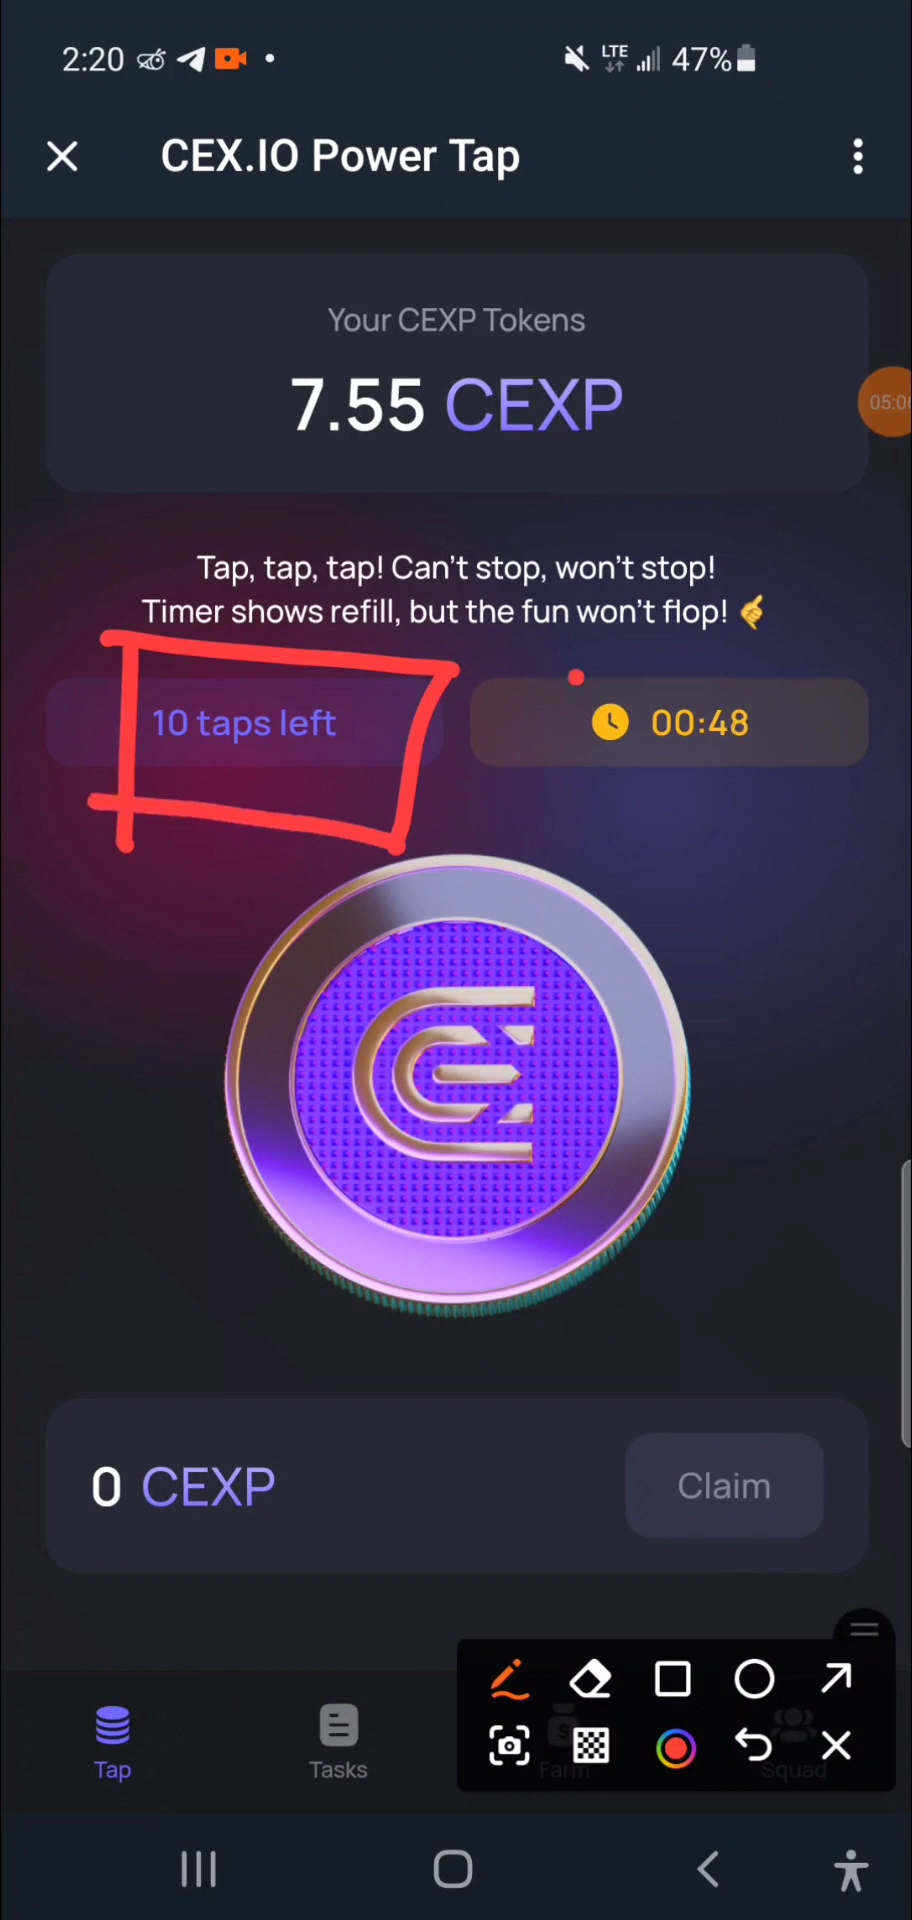 2:20
LTE
47%
CEX.IO Power Tap
Your CEXP Tokens
7.55 CEXP
Tap, tap, tap! Can't stop, won't stop!
Timer shows refill, but the fun won't flop!
10 taps left
00:48
0 CEXP
Claim
Tap
Tasks
Farm
Squad